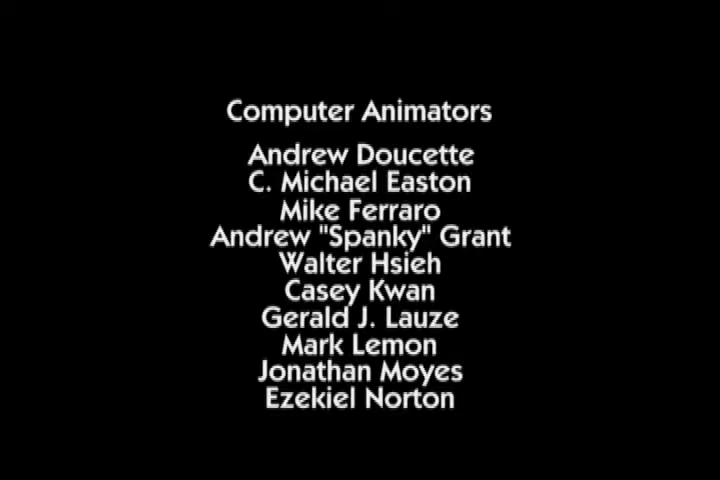 Computer Animators
Andrew Doucette
C. Michael Easton
Mike Ferraro
Andrew "Spanky" Grant
Walter Hsieh
Casey Kwan
Gerald J. Lauze
Mark Lemon
Jonathan Moyes
Ezekiel Norton